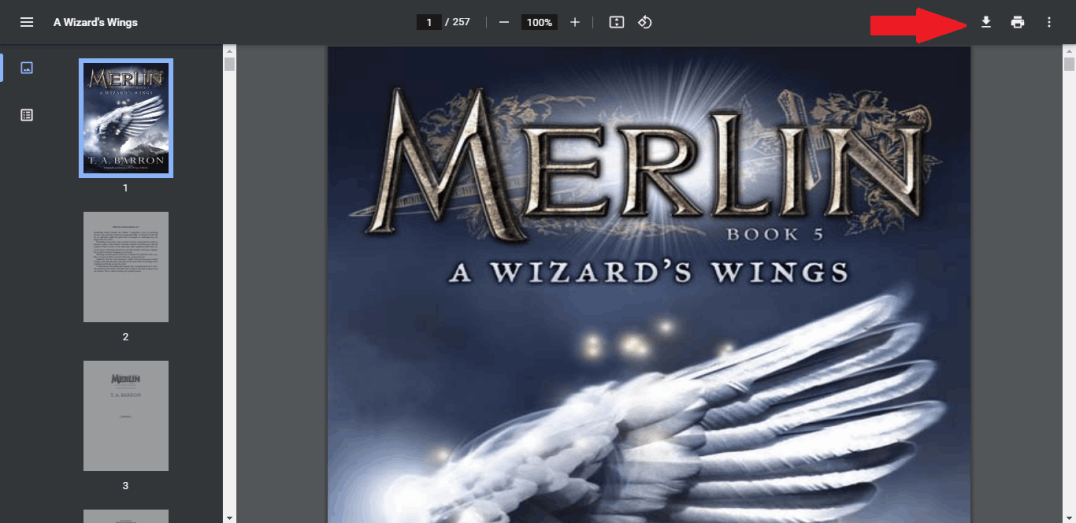 A Wizard's Wings
1 / 257
100%
MERLIN
A WIZARD'S WINGS
T. A. BARRON
1
2
MERLIN
T. A. BARRON
3
MERLIN
BOOK 5
A WIZARD'S WINGS